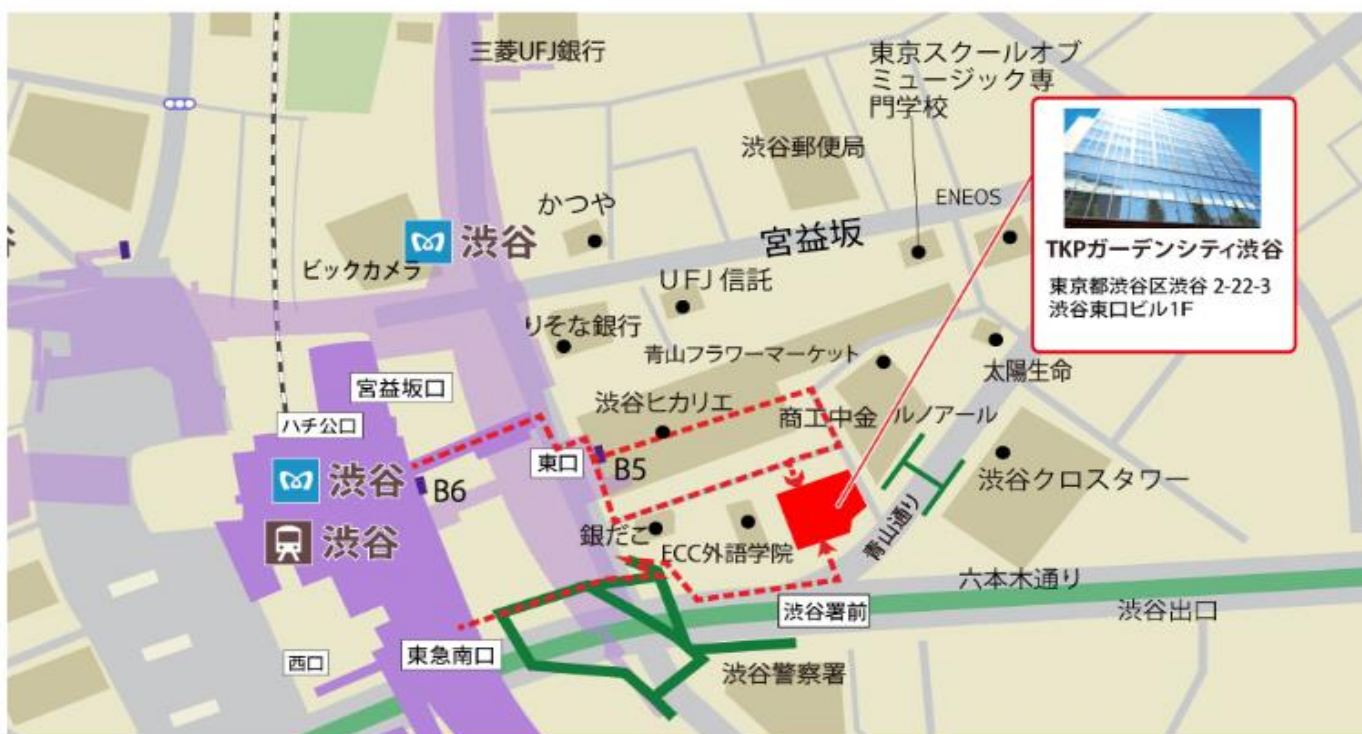 三菱UFJ銀行
東京スクールオブ
ミュージック専
門学校
渋谷郵便局
ENEOS
かつや
宮益坂
渋谷
ビックカメラ
UFJ信託
TKPガーデンシティ渋谷
東京都渋谷区渋谷 2-22-3
渋谷東口ビル1F
りそな銀行
青山フラワーマーケット
太陽生命
宮益坂口
渋谷ヒカリエ
商工中金
ルノアール
ハチ公口
東口
B5
渋谷
B6
渋谷クロスタワー
渋谷
銀だこ
ECC外語学院
青山通り
六本木通り
渋谷署前
渋谷出口
東急南口
西口
渋谷警察署